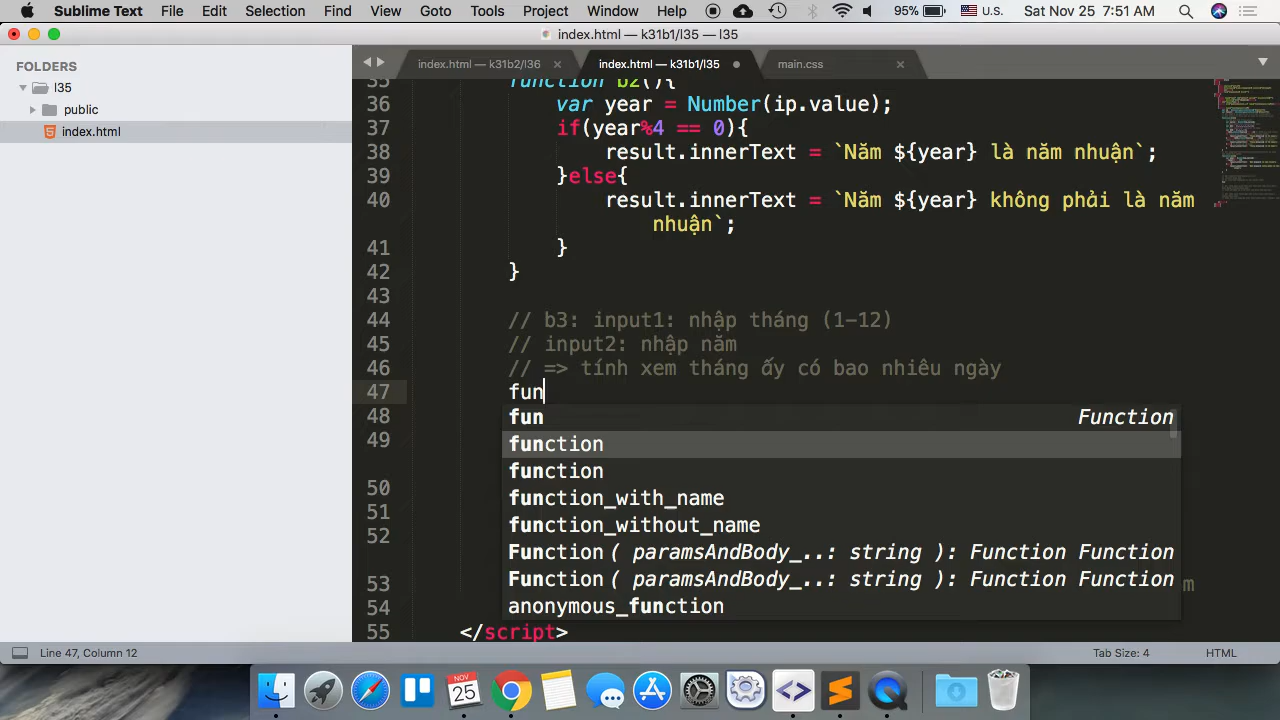 Sublime Text File Edit Selection Find View Goto Tools Project Window Help 95% U.S. Sat Nov 25 7:51 AM
index.html — k31b1/l35 — l35
FOLDERS
l35
public
index.html
index.html — k31b2/l36 × index.html — k31b1/l35 main.css ×
35 function b2(){
36 var year = Number(ip.value);
37 if(year%4 == 0){
38 result.innerText = `Năm ${year} là năm nhuận`;
39 }else{
40 result.innerText = `Năm ${year} không phải là năm
nhuận`;
41 }
42 }
43
44 // b3: input1: nhập tháng (1-12)
45 // input2: nhập năm
46 // => tính xem tháng ấy có bao nhiêu ngày
47 fun
48 fun Function
49 function
function
50 function_with_name
51 function_without_name
52 Function( paramsAndBody_..: string ): Function Function
53 Function( paramsAndBody_..: string ): Function Function
54 anonymous_function
55 </script>
Line 47, Column 12 Tab Size: 4 HTML
NOV
25